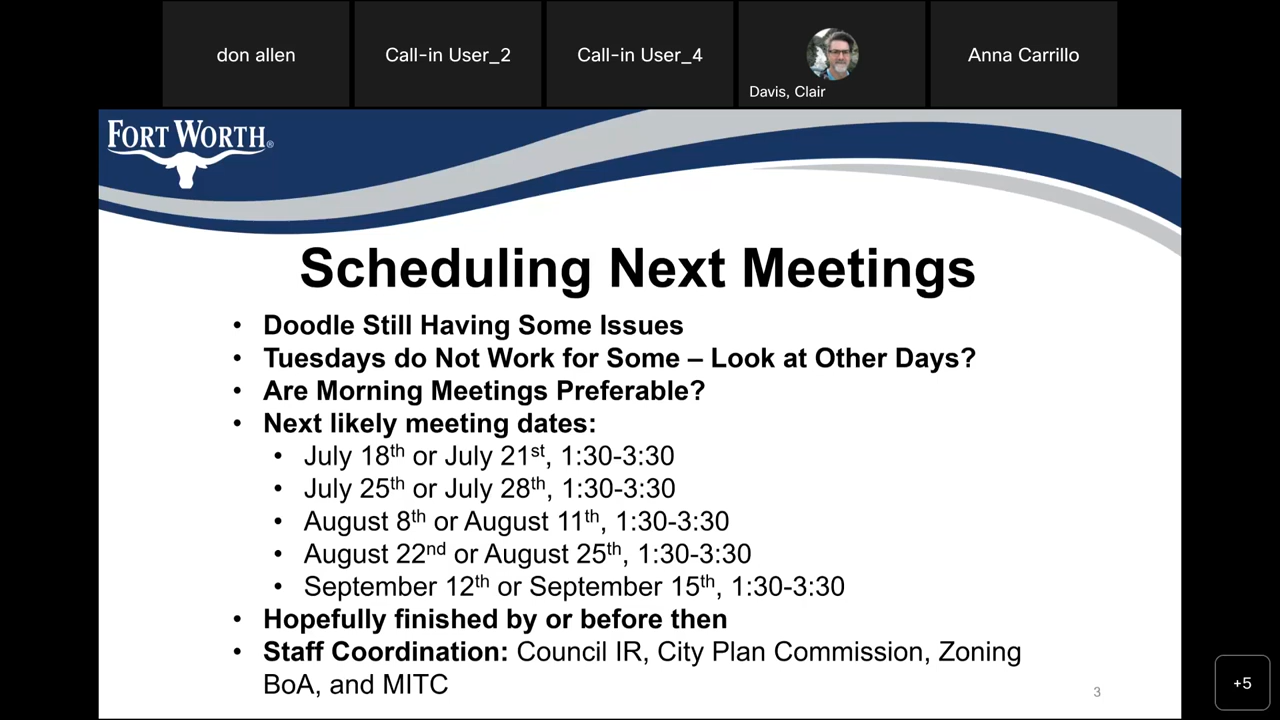 don allen
Call-in User_2
Call-in User_4
Davis, Clair
Anna Carrillo
FORT WORTH®
Scheduling Next Meetings
• Doodle Still Having Some Issues
• Tuesdays do Not Work for Some – Look at Other Days?
• Are Morning Meetings Preferable?
• Next likely meeting dates:
• July 18th or July 21st, 1:30-3:30
• July 25th or July 28th, 1:30-3:30
• August 8th or August 11th, 1:30-3:30
• August 22nd or August 25th, 1:30-3:30
• September 12th or September 15th, 1:30-3:30
• Hopefully finished by or before then
• Staff Coordination: Council IR, City Plan Commission, Zoning
BoA, and MITC
3
+5